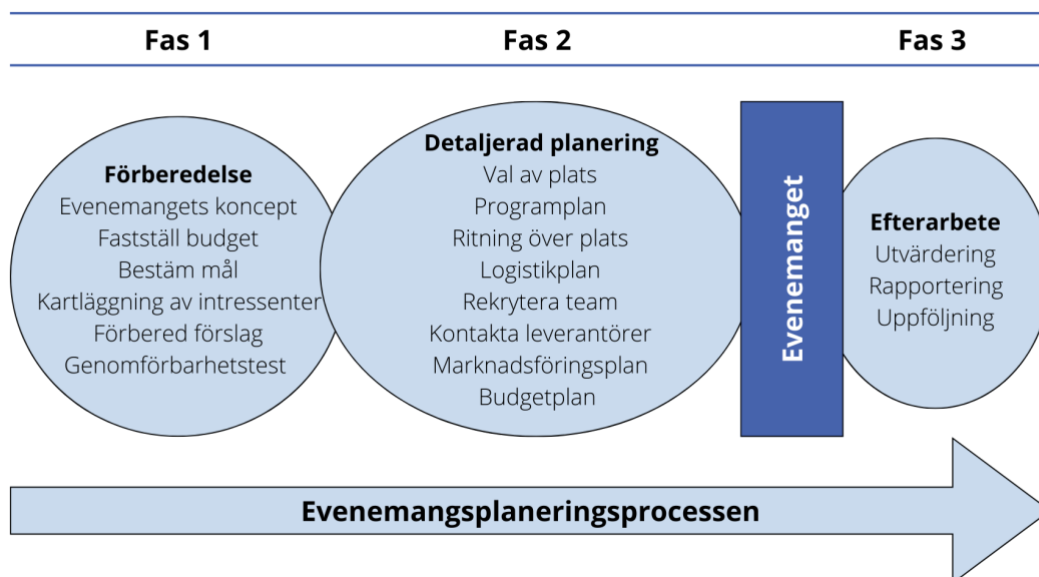 Fas 1
Fas 2
Fas 3
Förberedelse
Evenemangets koncept
Fastställ budget
Bestäm mål
Kartläggning av intressenter
Förbered förslag
Genomförbarhetstest
Detaljerad planering
Val av plats
Programplan
Ritning över plats
Logistikplan
Rekrytera team
Kontakta leverantörer
Marknadsföringsplan
Budgetplan
Evenemanget
Efterarbete
Utvärdering
Rapportering
Uppföljning
Evenemangsplaneringsprocessen